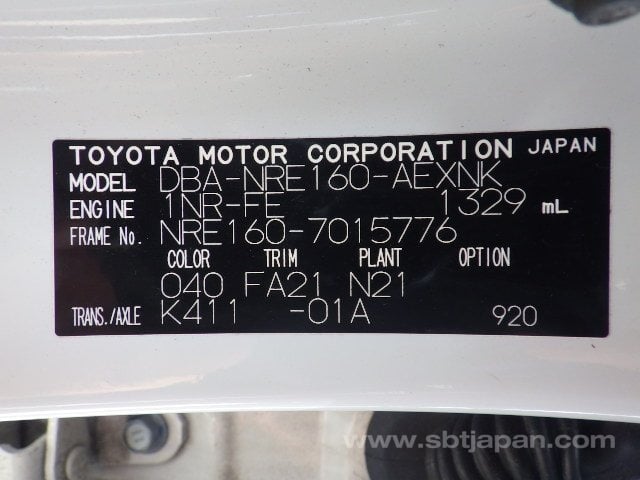 TOYOTA MOTOR CORPORATION JAPAN
MODEL DBA-NRE160-AEXNK
ENGINE 1NR-FE 1329 mL
FRAME No. NRE160-7015776
COLOR TRIM PLANT OPTION
040 FA21 N21
TRANS./AXLE K411 -01A 920
www.sbtjapan.com